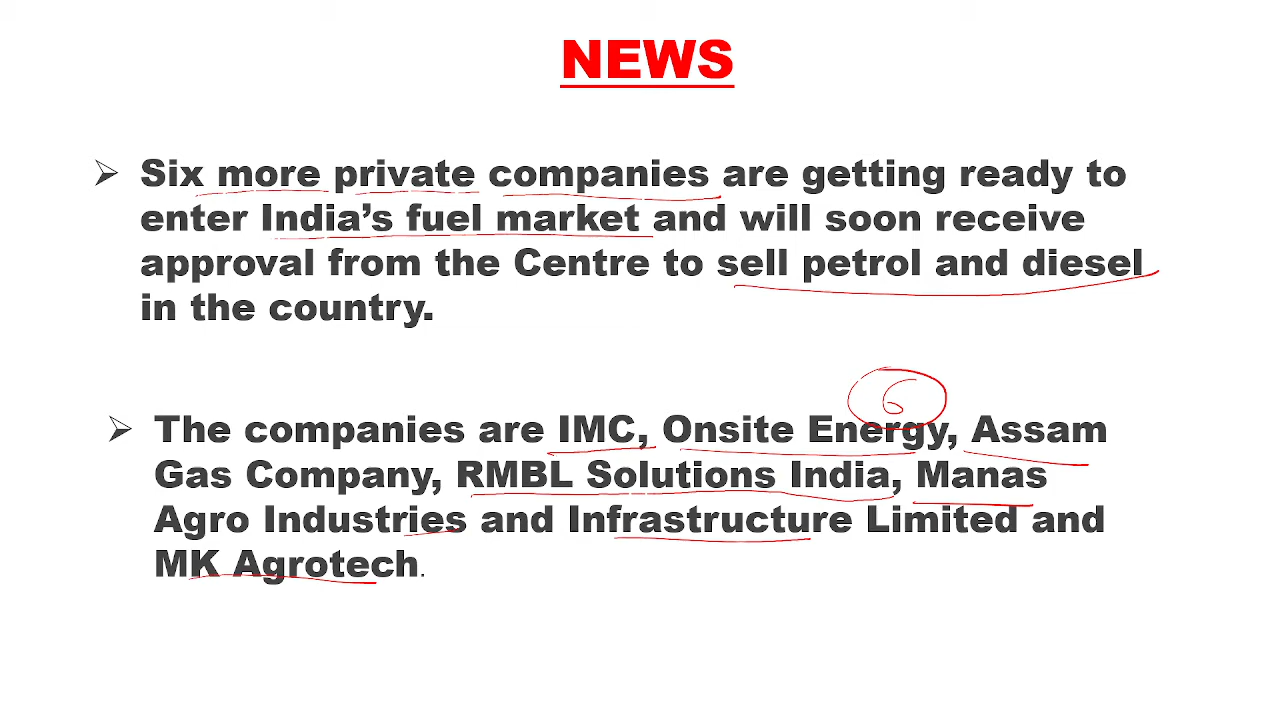 NEWS
➢ Six more private companies are getting ready to
enter India’s fuel market and will soon receive
approval from the Centre to sell petrol and diesel
in the country.
6
➢ The companies are IMC, Onsite Energy, Assam
Gas Company, RMBL Solutions India, Manas
Agro Industries and Infrastructure Limited and
MK Agrotech.